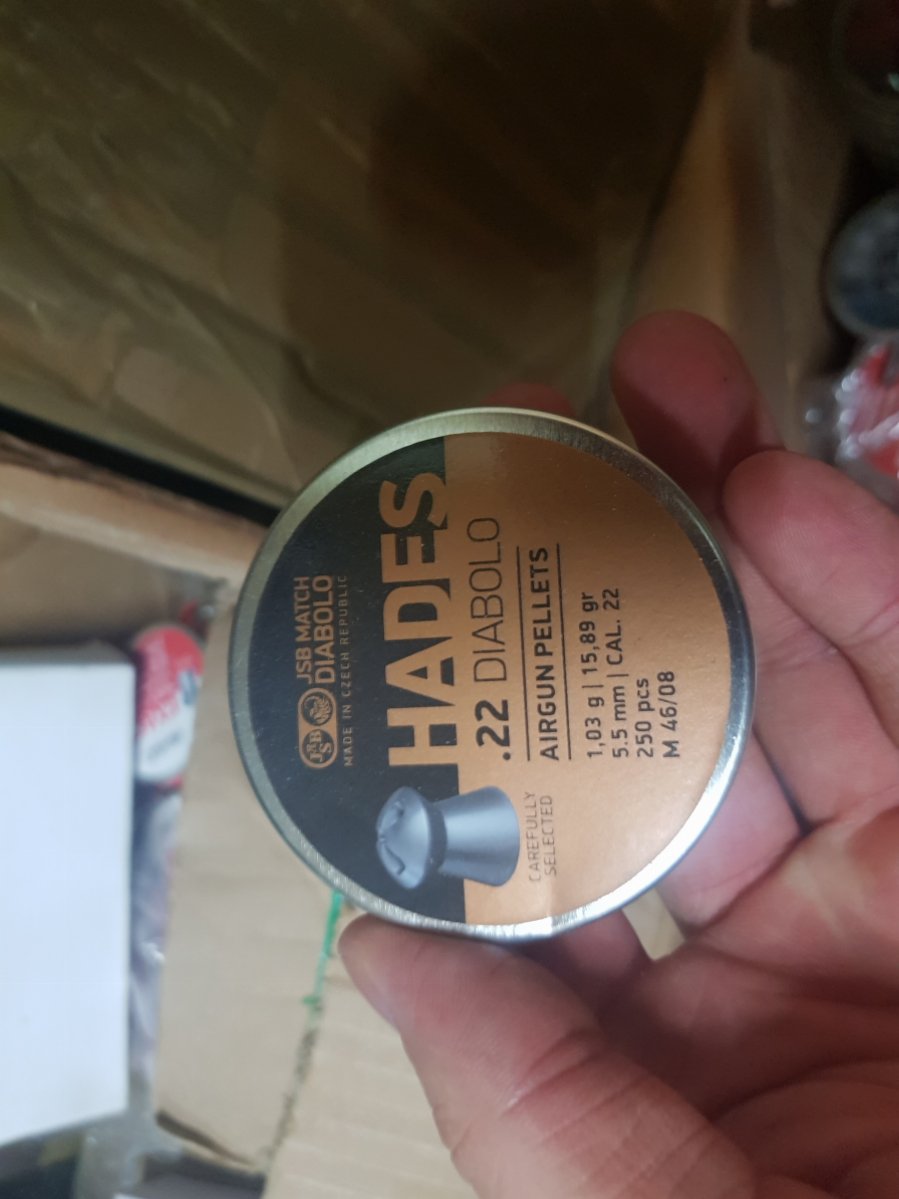 JSB
JSB MATCH
DIABOLO
MADE IN CZECH REPUBLIC
HADES
.22 DIABOLO
AIRGUN PELLETS
CAREFULLY
SELECTED
1,03 g | 15,89 gr
5.5 mm | CAL. 22
250 pcs
M 46/08